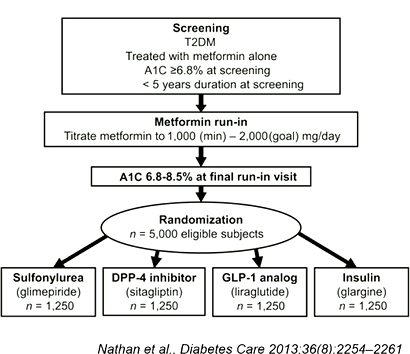 Screening
T2DM
Treated with metformin alone
A1C ≥6.8% at screening
< 5 years duration at screening
Metformin run-in
Titrate metformin to 1,000 (min) – 2,000(goal) mg/day
A1C 6.8-8.5% at final run-in visit
Randomization
n = 5,000 eligible subjects
Sulfonylurea
(glimepiride)
n = 1,250
DPP-4 inhibitor
(sitagliptin)
n = 1,250
GLP-1 analog
(liraglutide)
n = 1,250
Insulin
(glargine)
n = 1,250
Nathan et al., Diabetes Care 2013;36(8):2254–2261